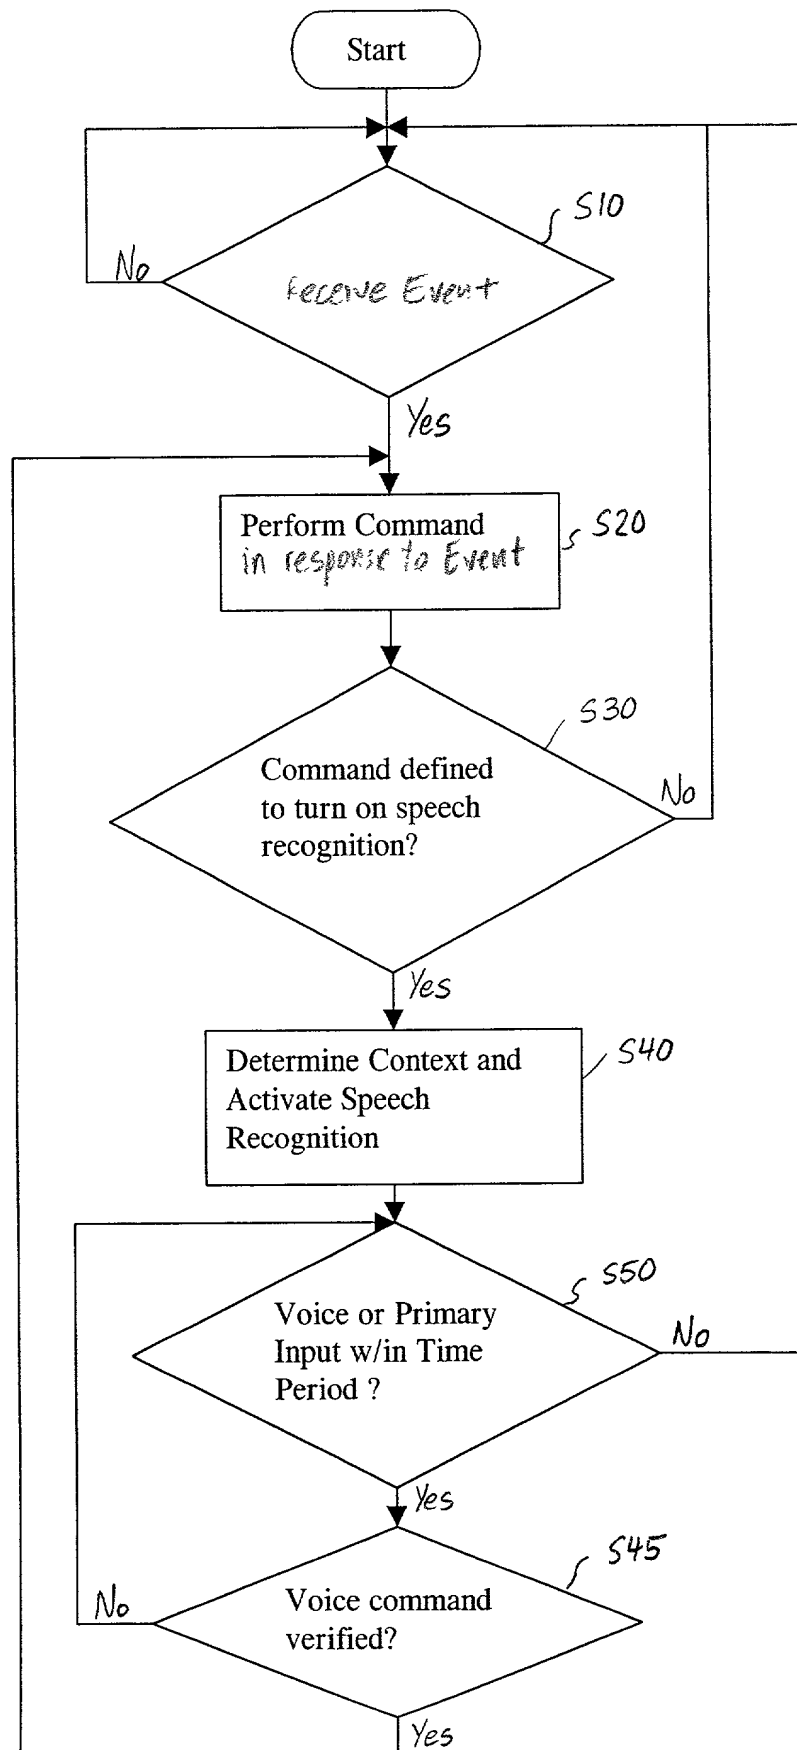 Start
S10
No
Receive Event
Yes
Perform Command
in response to Event
S20
S30
Command defined
to turn on speech
recognition?
No
Yes
Determine Context and
Activate Speech
Recognition
S40
S50
Voice or Primary
Input w/in Time
Period ?
No
Yes
S45
No
Voice command
verified?
Yes